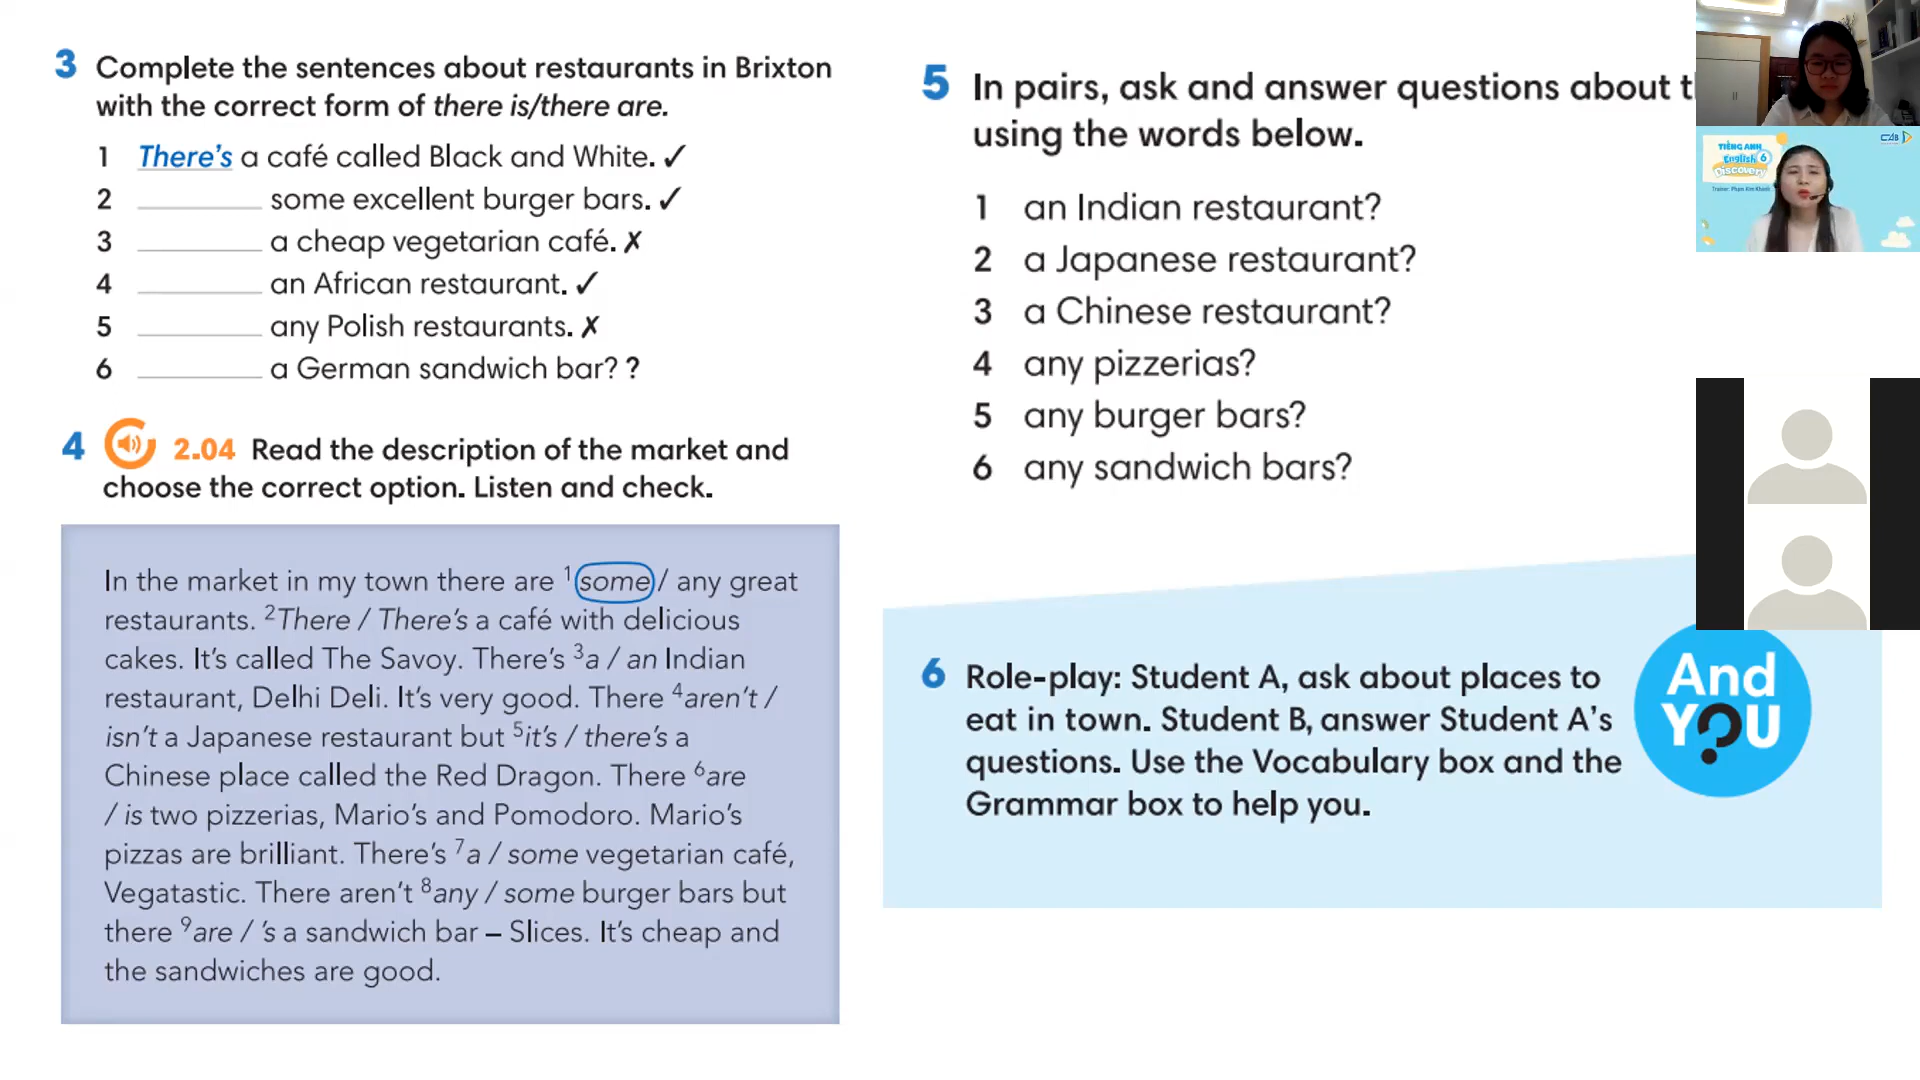 3 Complete the sentences about restaurants in Brixton
with the correct form of there is/there are.
1 There's a café called Black and White. ✓
2 ________ some excellent burger bars. ✓
3 ________ a cheap vegetarian café. ✗
4 ________ an African restaurant. ✓
5 ________ any Polish restaurants. ✗
6 ________ a German sandwich bar? ?
4 2.04 Read the description of the market and
choose the correct option. Listen and check.
In the market in my town there are ¹some / any great
restaurants. ²There / There's a café with delicious
cakes. It's called The Savoy. There's ³a / an Indian
restaurant, Delhi Deli. It's very good. There ⁴aren't /
isn't a Japanese restaurant but ⁵it's / there's a
Chinese place called the Red Dragon. There ⁶are
/ is two pizzerias, Mario's and Pomodoro. Mario's
pizzas are brilliant. There's ⁷a / some vegetarian café,
Vegatastic. There aren't ⁸any / some burger bars but
there ⁹are / 's a sandwich bar – Slices. It's cheap and
the sandwiches are good.
5 In pairs, ask and answer questions about t
using the words below.
1 an Indian restaurant?
2 a Japanese restaurant?
3 a Chinese restaurant?
4 any pizzerias?
5 any burger bars?
6 any sandwich bars?
6 Role-play: Student A, ask about places to
eat in town. Student B, answer Student A's
questions. Use the Vocabulary box and the
Grammar box to help you.
And
YOU
?
TIẾNG ANH
English 6
Discovery